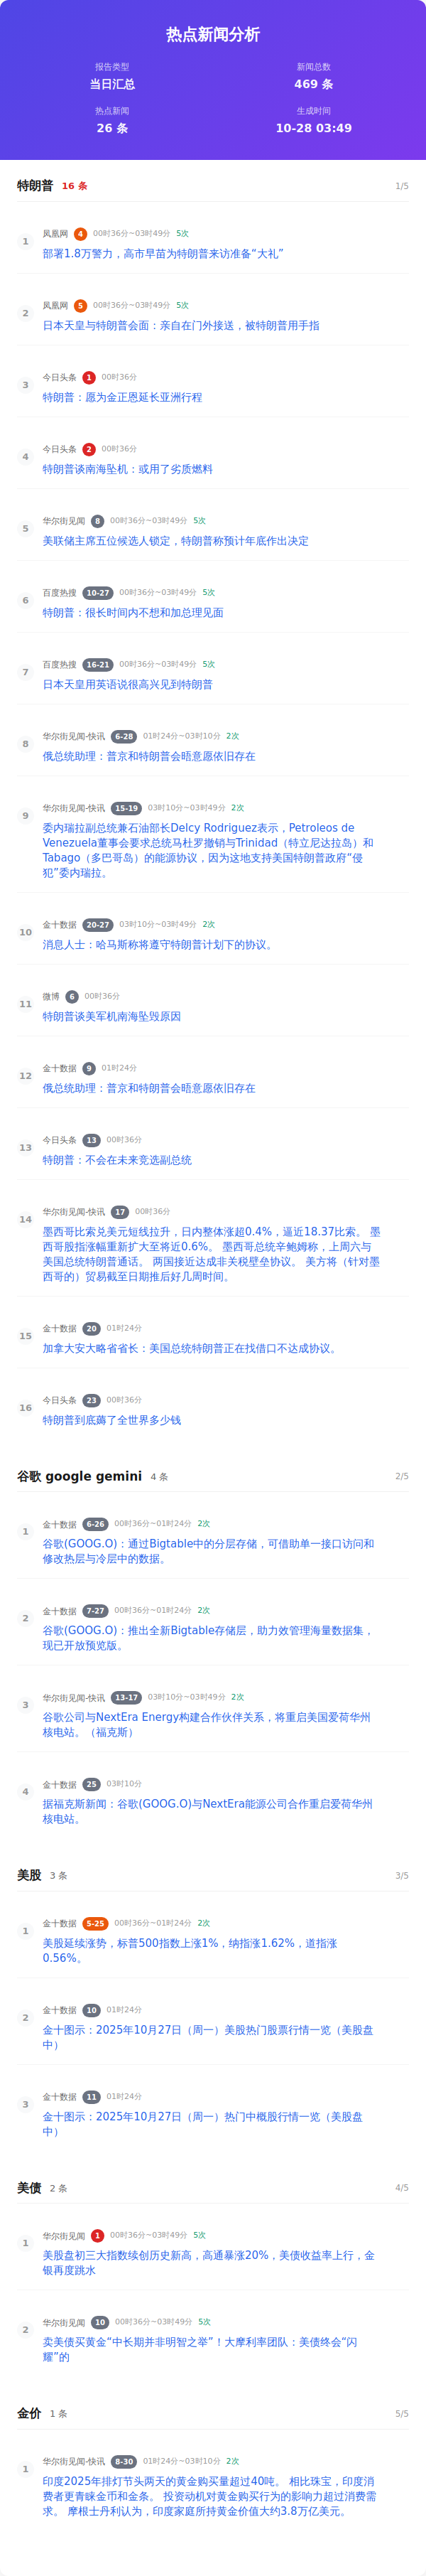 热点新闻分析
报告类型
新闻总数
当日汇总
469 条
热点新闻
生成时间
26 条
10-28 03:49
特朗普 16 条 1/5
1
凤凰网 4 00时36分~03时49分 5次
部署1.8万警力，高市早苗为特朗普来访准备“大礼”
2
凤凰网 5 00时36分~03时49分 5次
日本天皇与特朗普会面：亲自在门外接送，被特朗普用手指
3
今日头条 1 00时36分
特朗普：愿为金正恩延长亚洲行程
4
今日头条 2 00时36分
特朗普谈南海坠机：或用了劣质燃料
5
华尔街见闻 8 00时36分~03时49分 5次
美联储主席五位候选人锁定，特朗普称预计年底作出决定
6
百度热搜 10-27 00时36分~03时49分 5次
特朗普：很长时间内不想和加总理见面
7
百度热搜 16-21 00时36分~03时49分 5次
日本天皇用英语说很高兴见到特朗普
8
华尔街见闻-快讯 6-28 01时24分~03时10分 2次
俄总统助理：普京和特朗普会晤意愿依旧存在
9
华尔街见闻-快讯 15-19 03时10分~03时49分 2次
委内瑞拉副总统兼石油部长Delcy Rodriguez表示，Petroleos de
Venezuela董事会要求总统马杜罗撤销与Trinidad（特立尼达拉岛）和
Tabago（多巴哥岛）的能源协议，因为这地支持美国特朗普政府“侵
犯”委内瑞拉。
10
金十数据 20-27 03时10分~03时49分 2次
消息人士：哈马斯称将遵守特朗普计划下的协议。
11
微博 6 00时36分
特朗普谈美军机南海坠毁原因
12
金十数据 9 01时24分
俄总统助理：普京和特朗普会晤意愿依旧存在
13
今日头条 13 00时36分
特朗普：不会在未来竞选副总统
14
华尔街见闻-快讯 17 00时36分
墨西哥比索兑美元短线拉升，日内整体涨超0.4%，逼近18.37比索。 墨
西哥股指涨幅重新扩大至将近0.6%。 墨西哥总统辛鲍姆称，上周六与
美国总统特朗普通话。 两国接近达成非关税壁垒协议。 美方将（针对墨
西哥的）贸易截至日期推后好几周时间。
15
金十数据 20 01时24分
加拿大安大略省省长：美国总统特朗普正在找借口不达成协议。
16
今日头条 23 00时36分
特朗普到底薅了全世界多少钱
谷歌 google gemini 4 条 2/5
1
金十数据 6-26 00时36分~01时24分 2次
谷歌(GOOG.O)：通过Bigtable中的分层存储，可借助单一接口访问和
修改热层与冷层中的数据。
2
金十数据 7-27 00时36分~01时24分 2次
谷歌(GOOG.O)：推出全新Bigtable存储层，助力效管理海量数据集，
现已开放预览版。
3
华尔街见闻-快讯 13-17 03时10分~03时49分 2次
谷歌公司与NextEra Energy构建合作伙伴关系，将重启美国爱荷华州
核电站。（福克斯）
4
金十数据 25 03时10分
据福克斯新闻：谷歌(GOOG.O)与NextEra能源公司合作重启爱荷华州
核电站。
美股 3 条 3/5
1
金十数据 5-25 00时36分~01时24分 2次
美股延续涨势，标普500指数上涨1%，纳指涨1.62%，道指涨
0.56%。
2
金十数据 10 01时24分
金十图示：2025年10月27日（周一）美股热门股票行情一览（美股盘
中）
3
金十数据 11 01时24分
金十图示：2025年10月27日（周一）热门中概股行情一览（美股盘
中）
美债 2 条 4/5
1
华尔街见闻 1 00时36分~03时49分 5次
美股盘初三大指数续创历史新高，高通暴涨20%，美债收益率上行，金
银再度跳水
2
华尔街见闻 10 00时36分~03时49分 5次
卖美债买黄金“中长期并非明智之举”！大摩利率团队：美债终会“闪
耀”的
金价 1 条 5/5
1
华尔街见闻-快讯 8-30 01时24分~03时10分 2次
印度2025年排灯节头两天的黄金购买量超过40吨。 相比珠宝，印度消
费者更青睐金币和金条。 投资动机对黄金购买行为的影响力超过消费需
求。 摩根士丹利认为，印度家庭所持黄金价值大约3.8万亿美元。